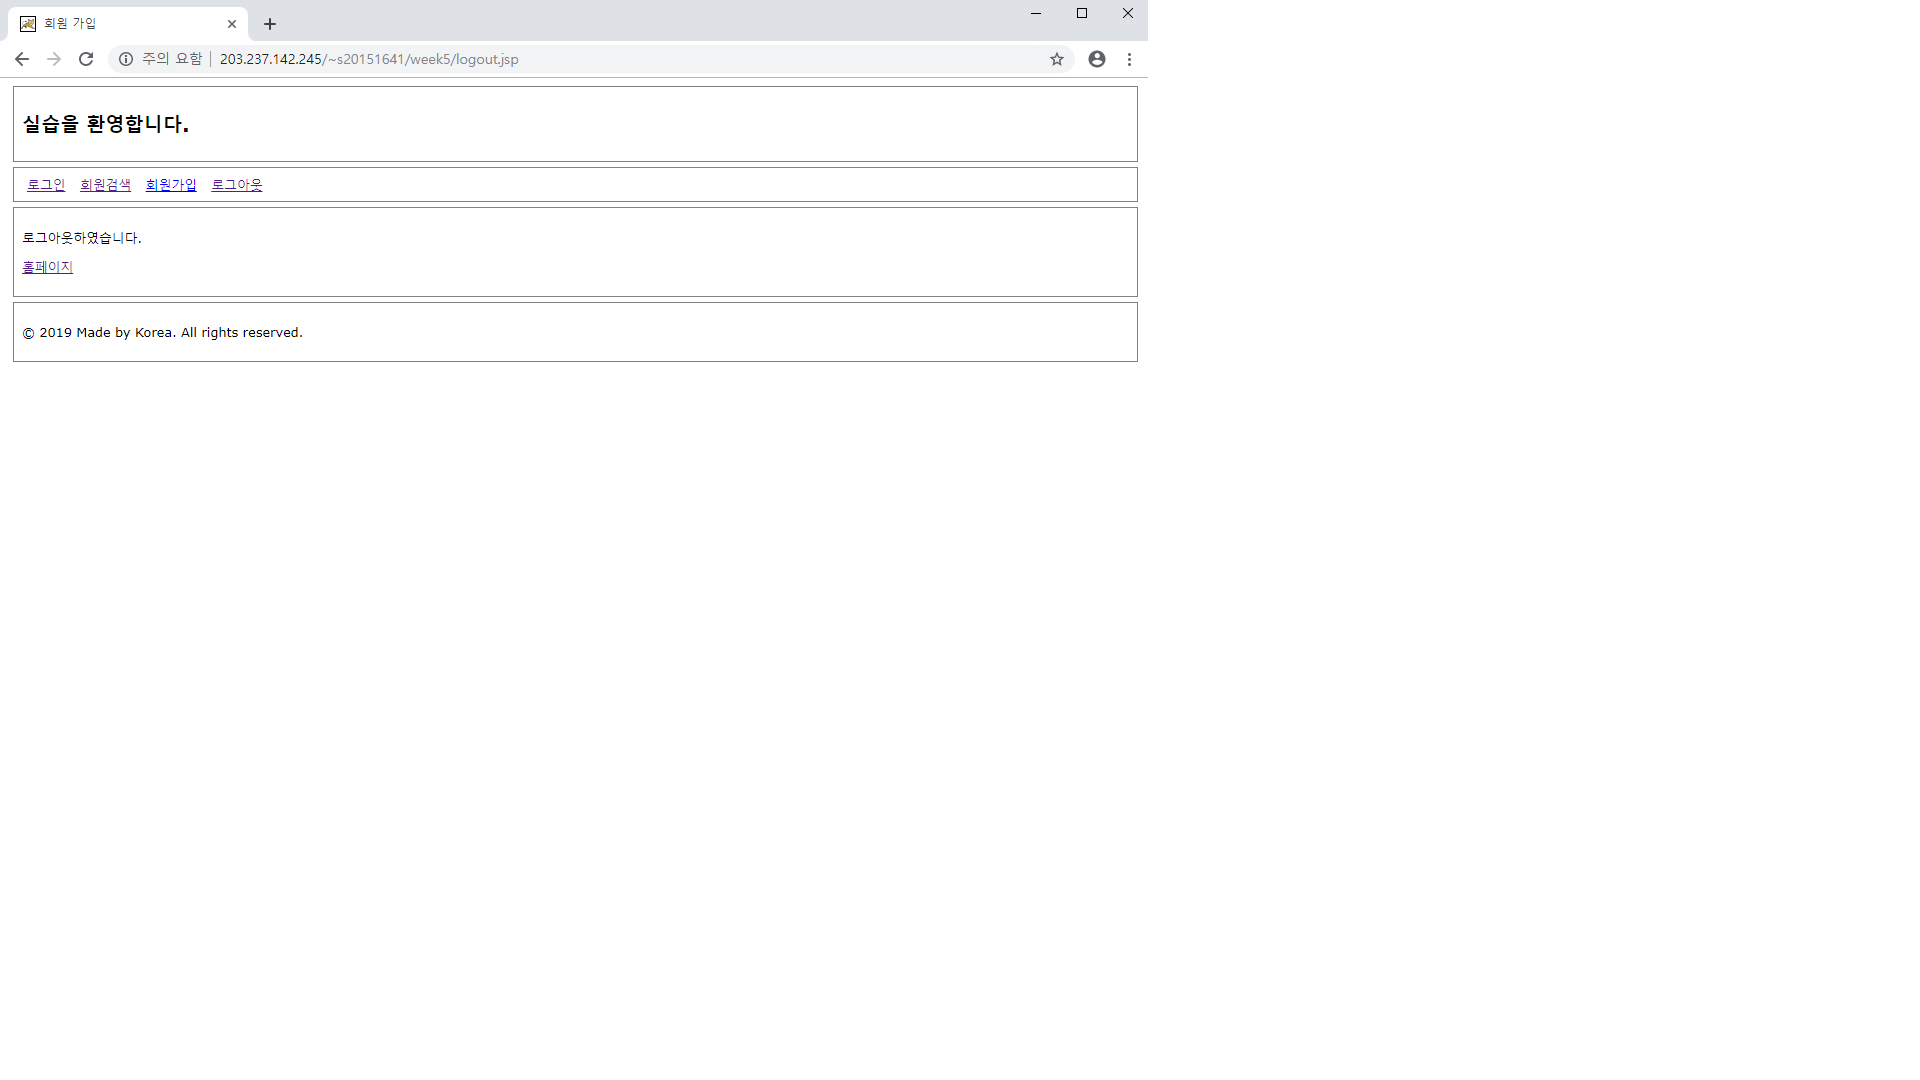 회원 가입
주의 요함 203.237.142.245/~s20151641/week5/logout.jsp
실습을 환영합니다.
로그인 회원검색 회원가입 로그아웃
로그아웃하였습니다.
홈페이지
© 2019 Made by Korea. All rights reserved.